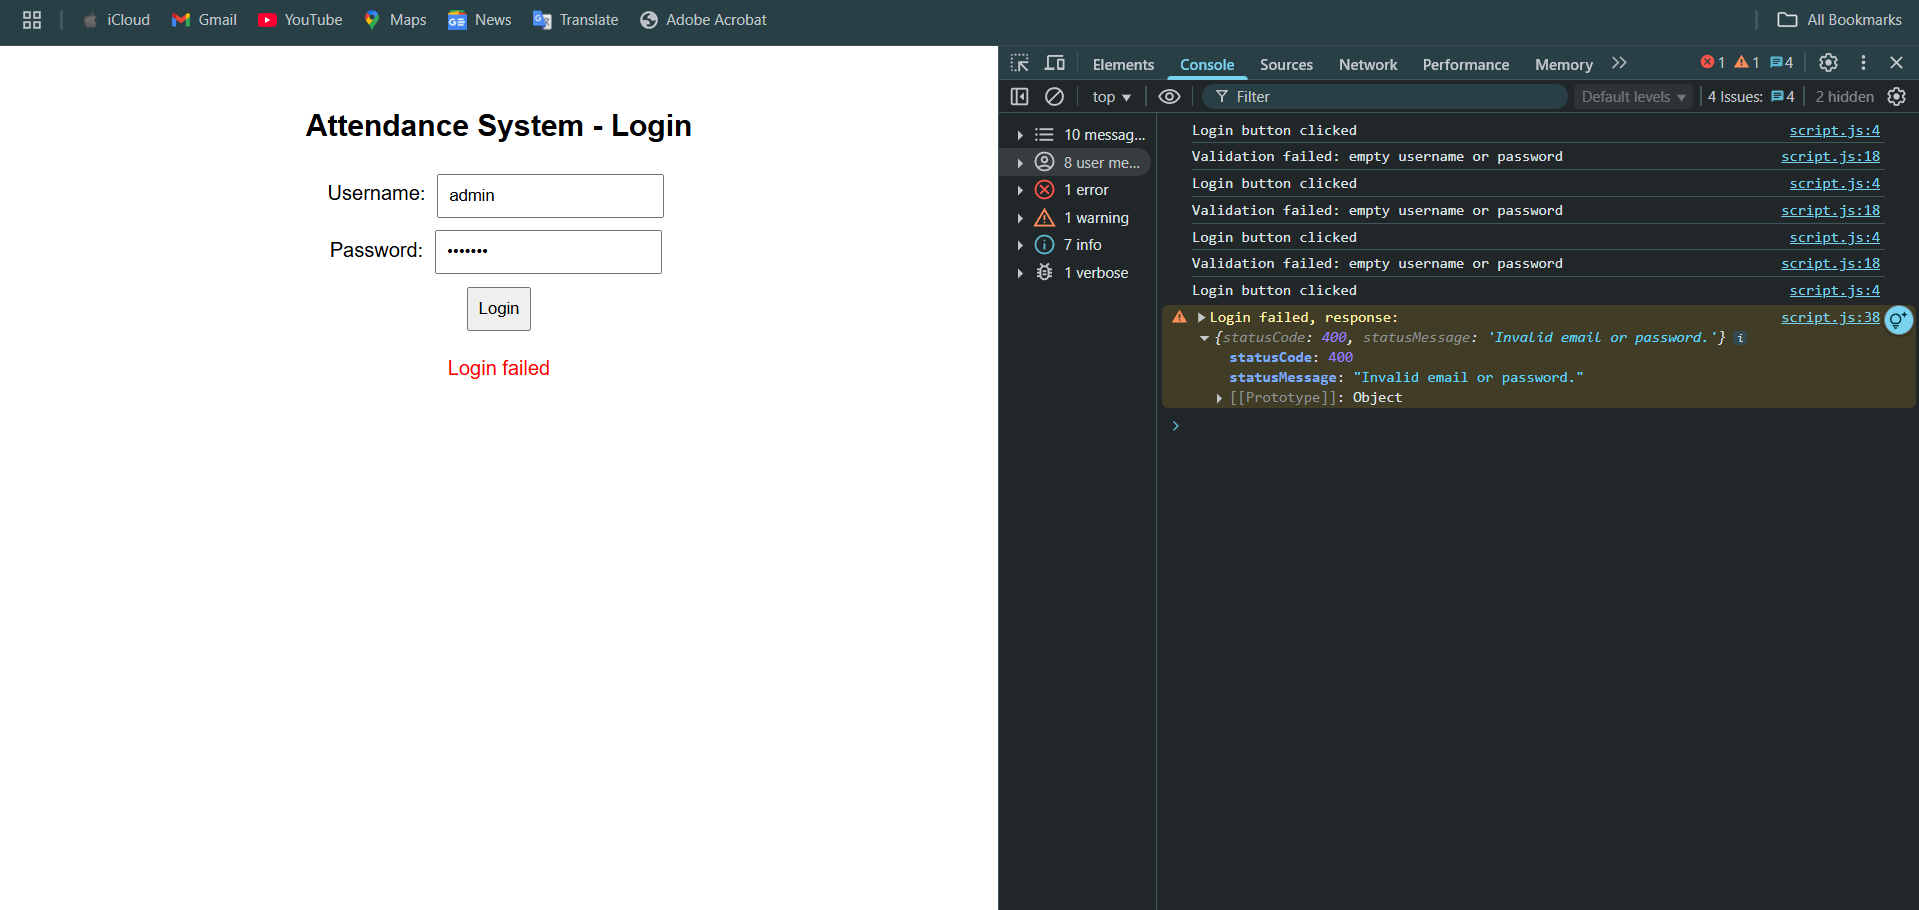 iCloud Gmail YouTube Maps News Translate Adobe Acrobat All Bookmarks
Attendance System - Login
Username: admin
Password: •••••••
Login
Login failed
Elements Console Sources Network Performance Memory 1 1 4
top Filter Default levels 4 Issues: 4 2 hidden
10 messag...
8 user me...
1 error
1 warning
7 info
1 verbose
Login button clicked script.js:4
Validation failed: empty username or password script.js:18
Login button clicked script.js:4
Validation failed: empty username or password script.js:18
Login button clicked script.js:4
Validation failed: empty username or password script.js:18
Login button clicked script.js:4
Login failed, response: script.js:38
{statusCode: 400, statusMessage: 'Invalid email or password.'} i
statusCode: 400
statusMessage: "Invalid email or password."
[[Prototype]]: Object